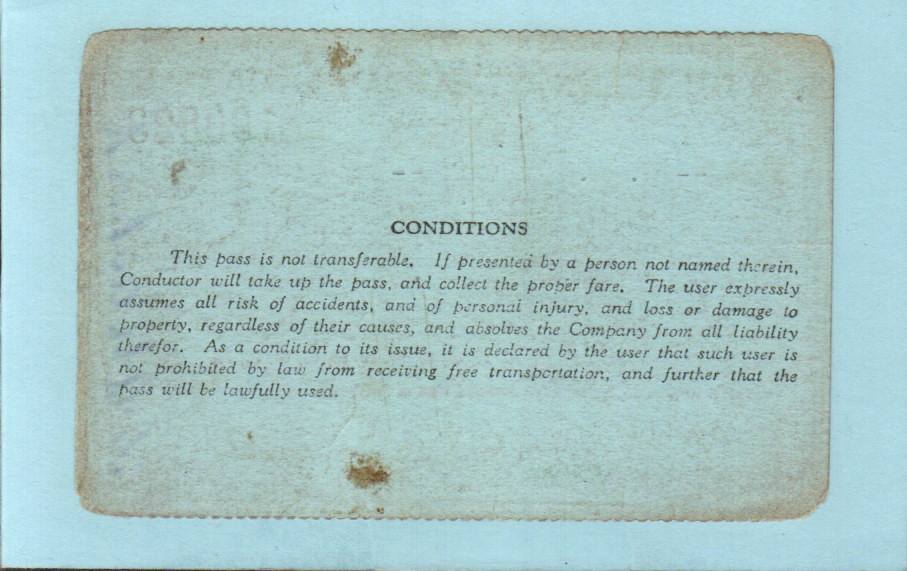 CONDITIONS
This pass is not transferable. If presented by a person not named therein,
Conductor will take up the pass, and collect the proper fare. The user expressly
assumes all risk of accidents, and of personal injury, and loss or damage to
property, regardless of their causes, and absolves the Company from all liability
therefor. As a condition to its issue, it is declared by the user that such user is
not prohibited by law from receiving free transportation, and further that the
pass will be lawfully used.